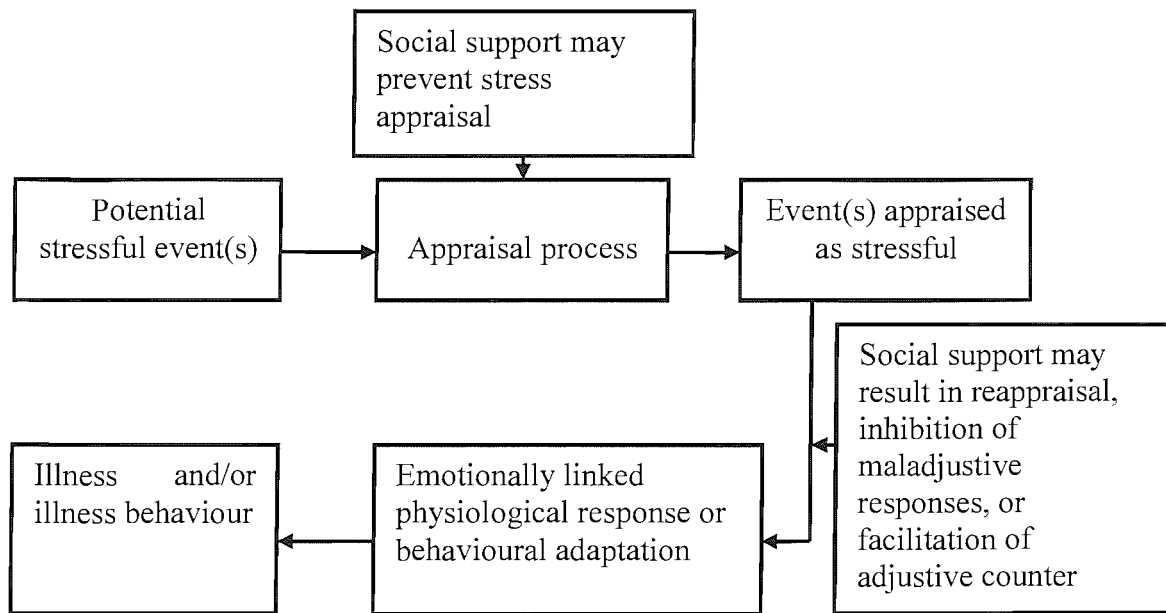 Social support may
prevent stress
appraisal
Potential
stressful event(s)
Appraisal process
Event(s) appraised
as stressful
Social support may
result in reappraisal,
inhibition of
maladjustive
responses, or
facilitation of
adjustive counter
Emotionally linked
physiological response or
behavioural adaptation
Illness and/or
illness behaviour